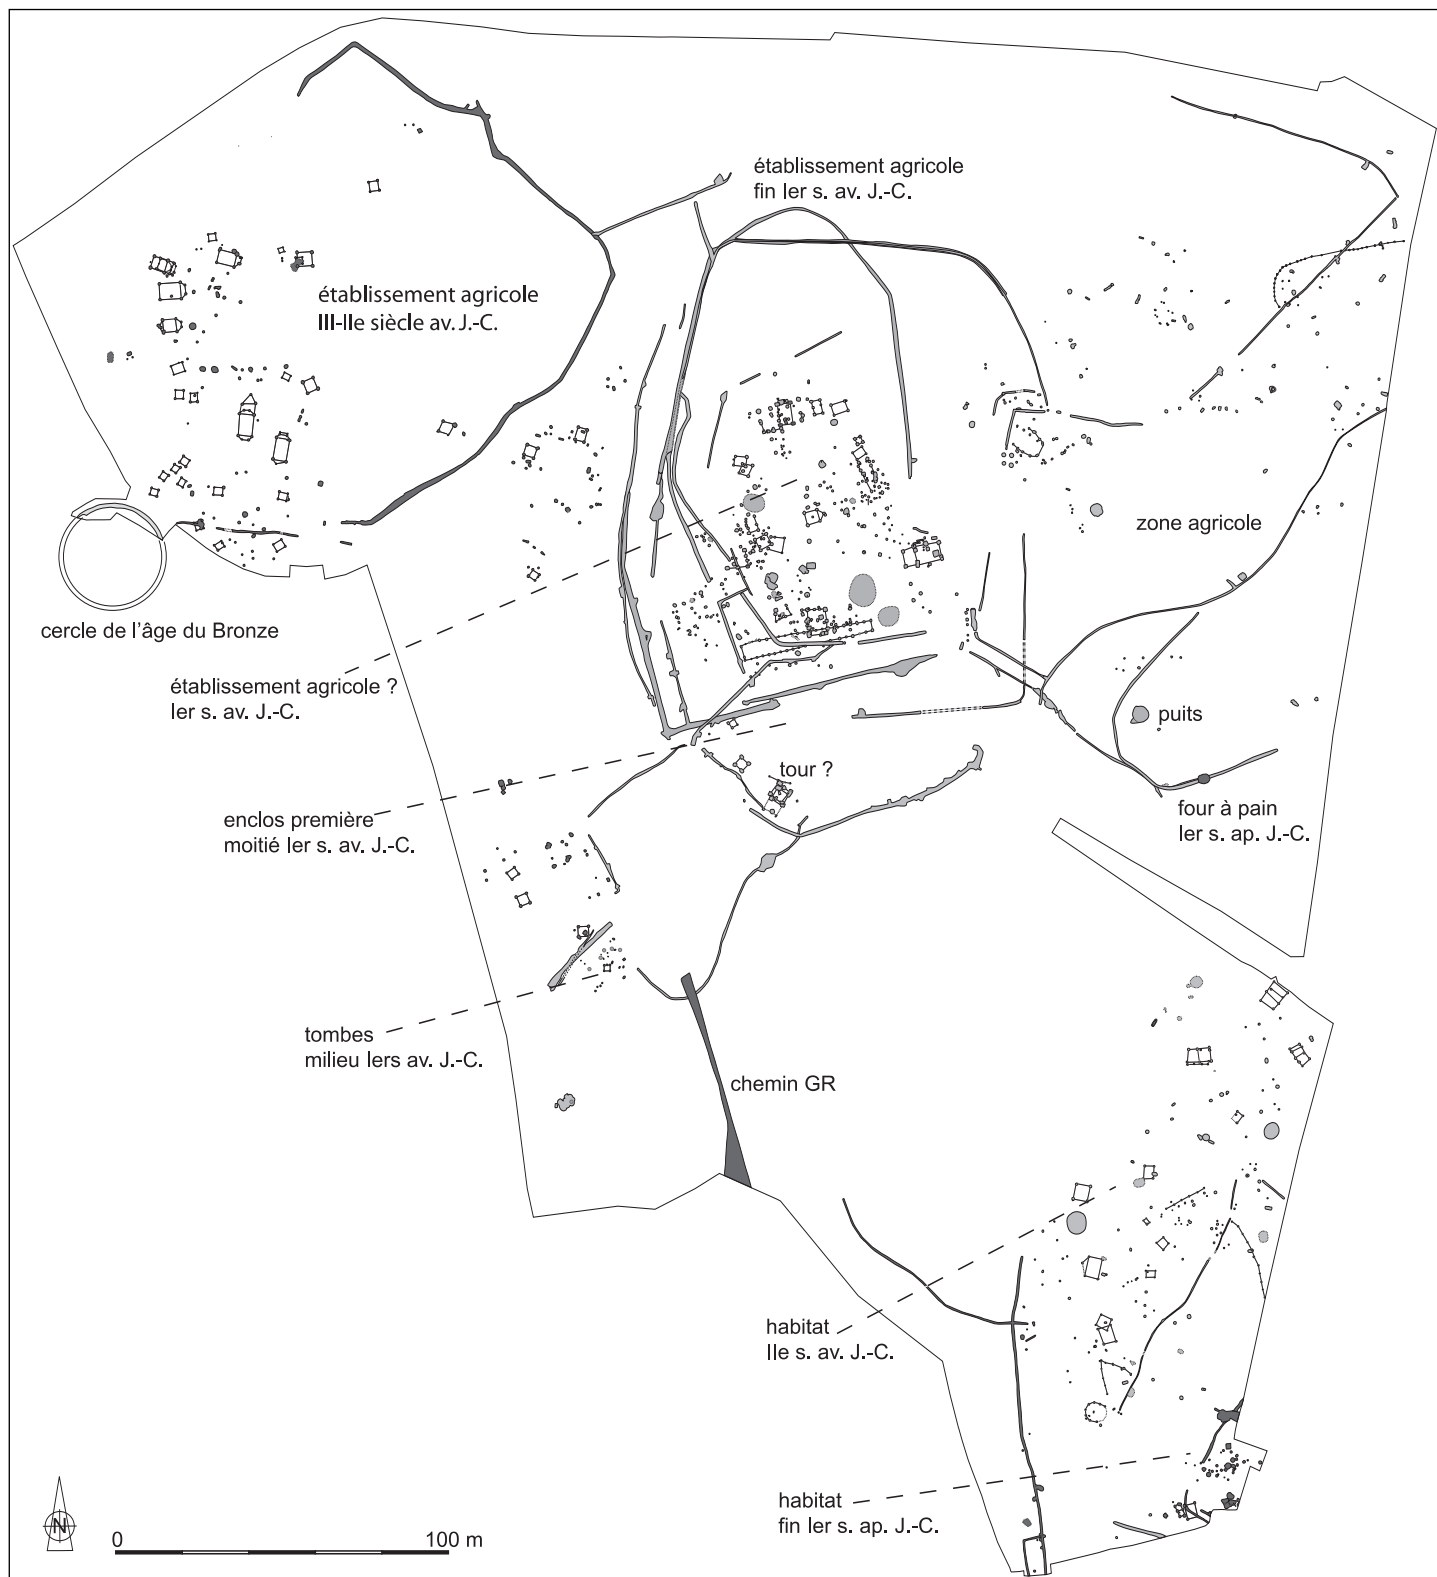 établissement agricole
fin Ier s. av. J.-C.
établissement agricole
III-IIe siècle av. J.-C.
zone agricole
cercle de l'âge du Bronze
établissement agricole ?
Ier s. av. J.-C.
puits
tour ?
four à pain
Ier s. ap. J.-C.
enclos première
moitié Ier s. av. J.-C.
tombes
milieu Iers av. J.-C.
chemin GR
habitat
IIe s. av. J.-C.
habitat
fin Ier s. ap. J.-C.
N
0 100 m